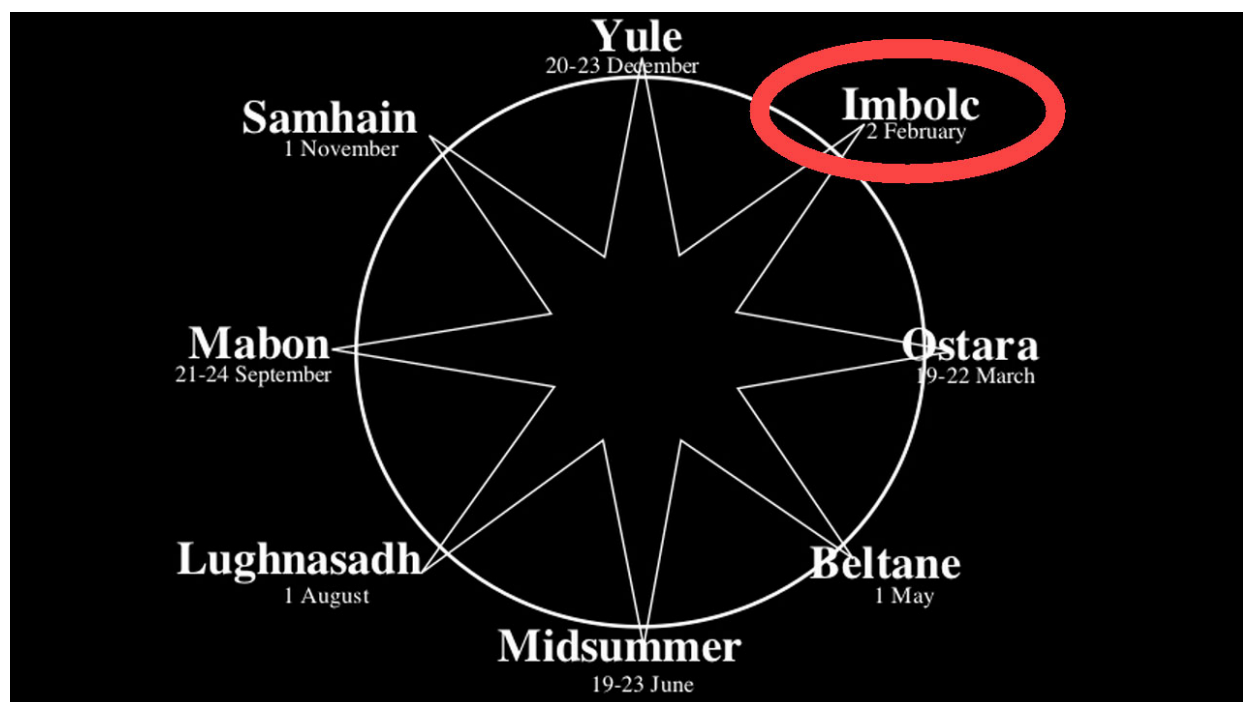 Yule
20-23 December
Imbolc
2 February
Samhain
1 November
Mabon
21-24 September
Ostara
19-22 March
Lughnasadh
1 August
Beltane
1 May
Midsummer
19-23 June